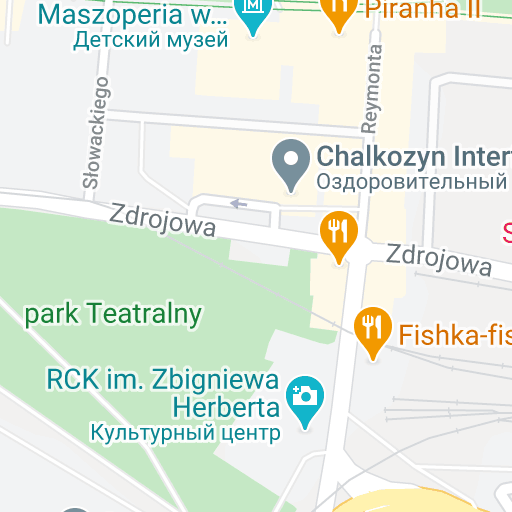 Maszoperia w...
Детский музей
Piranha II
Reymonta
Słowackiego
Chalkozyn Inter
Оздоровительный
Zdrojowa
Zdrojowa
park Teatralny
Fishka-fis
RCK im. Zbigniewa
Herberta
Культурный центр